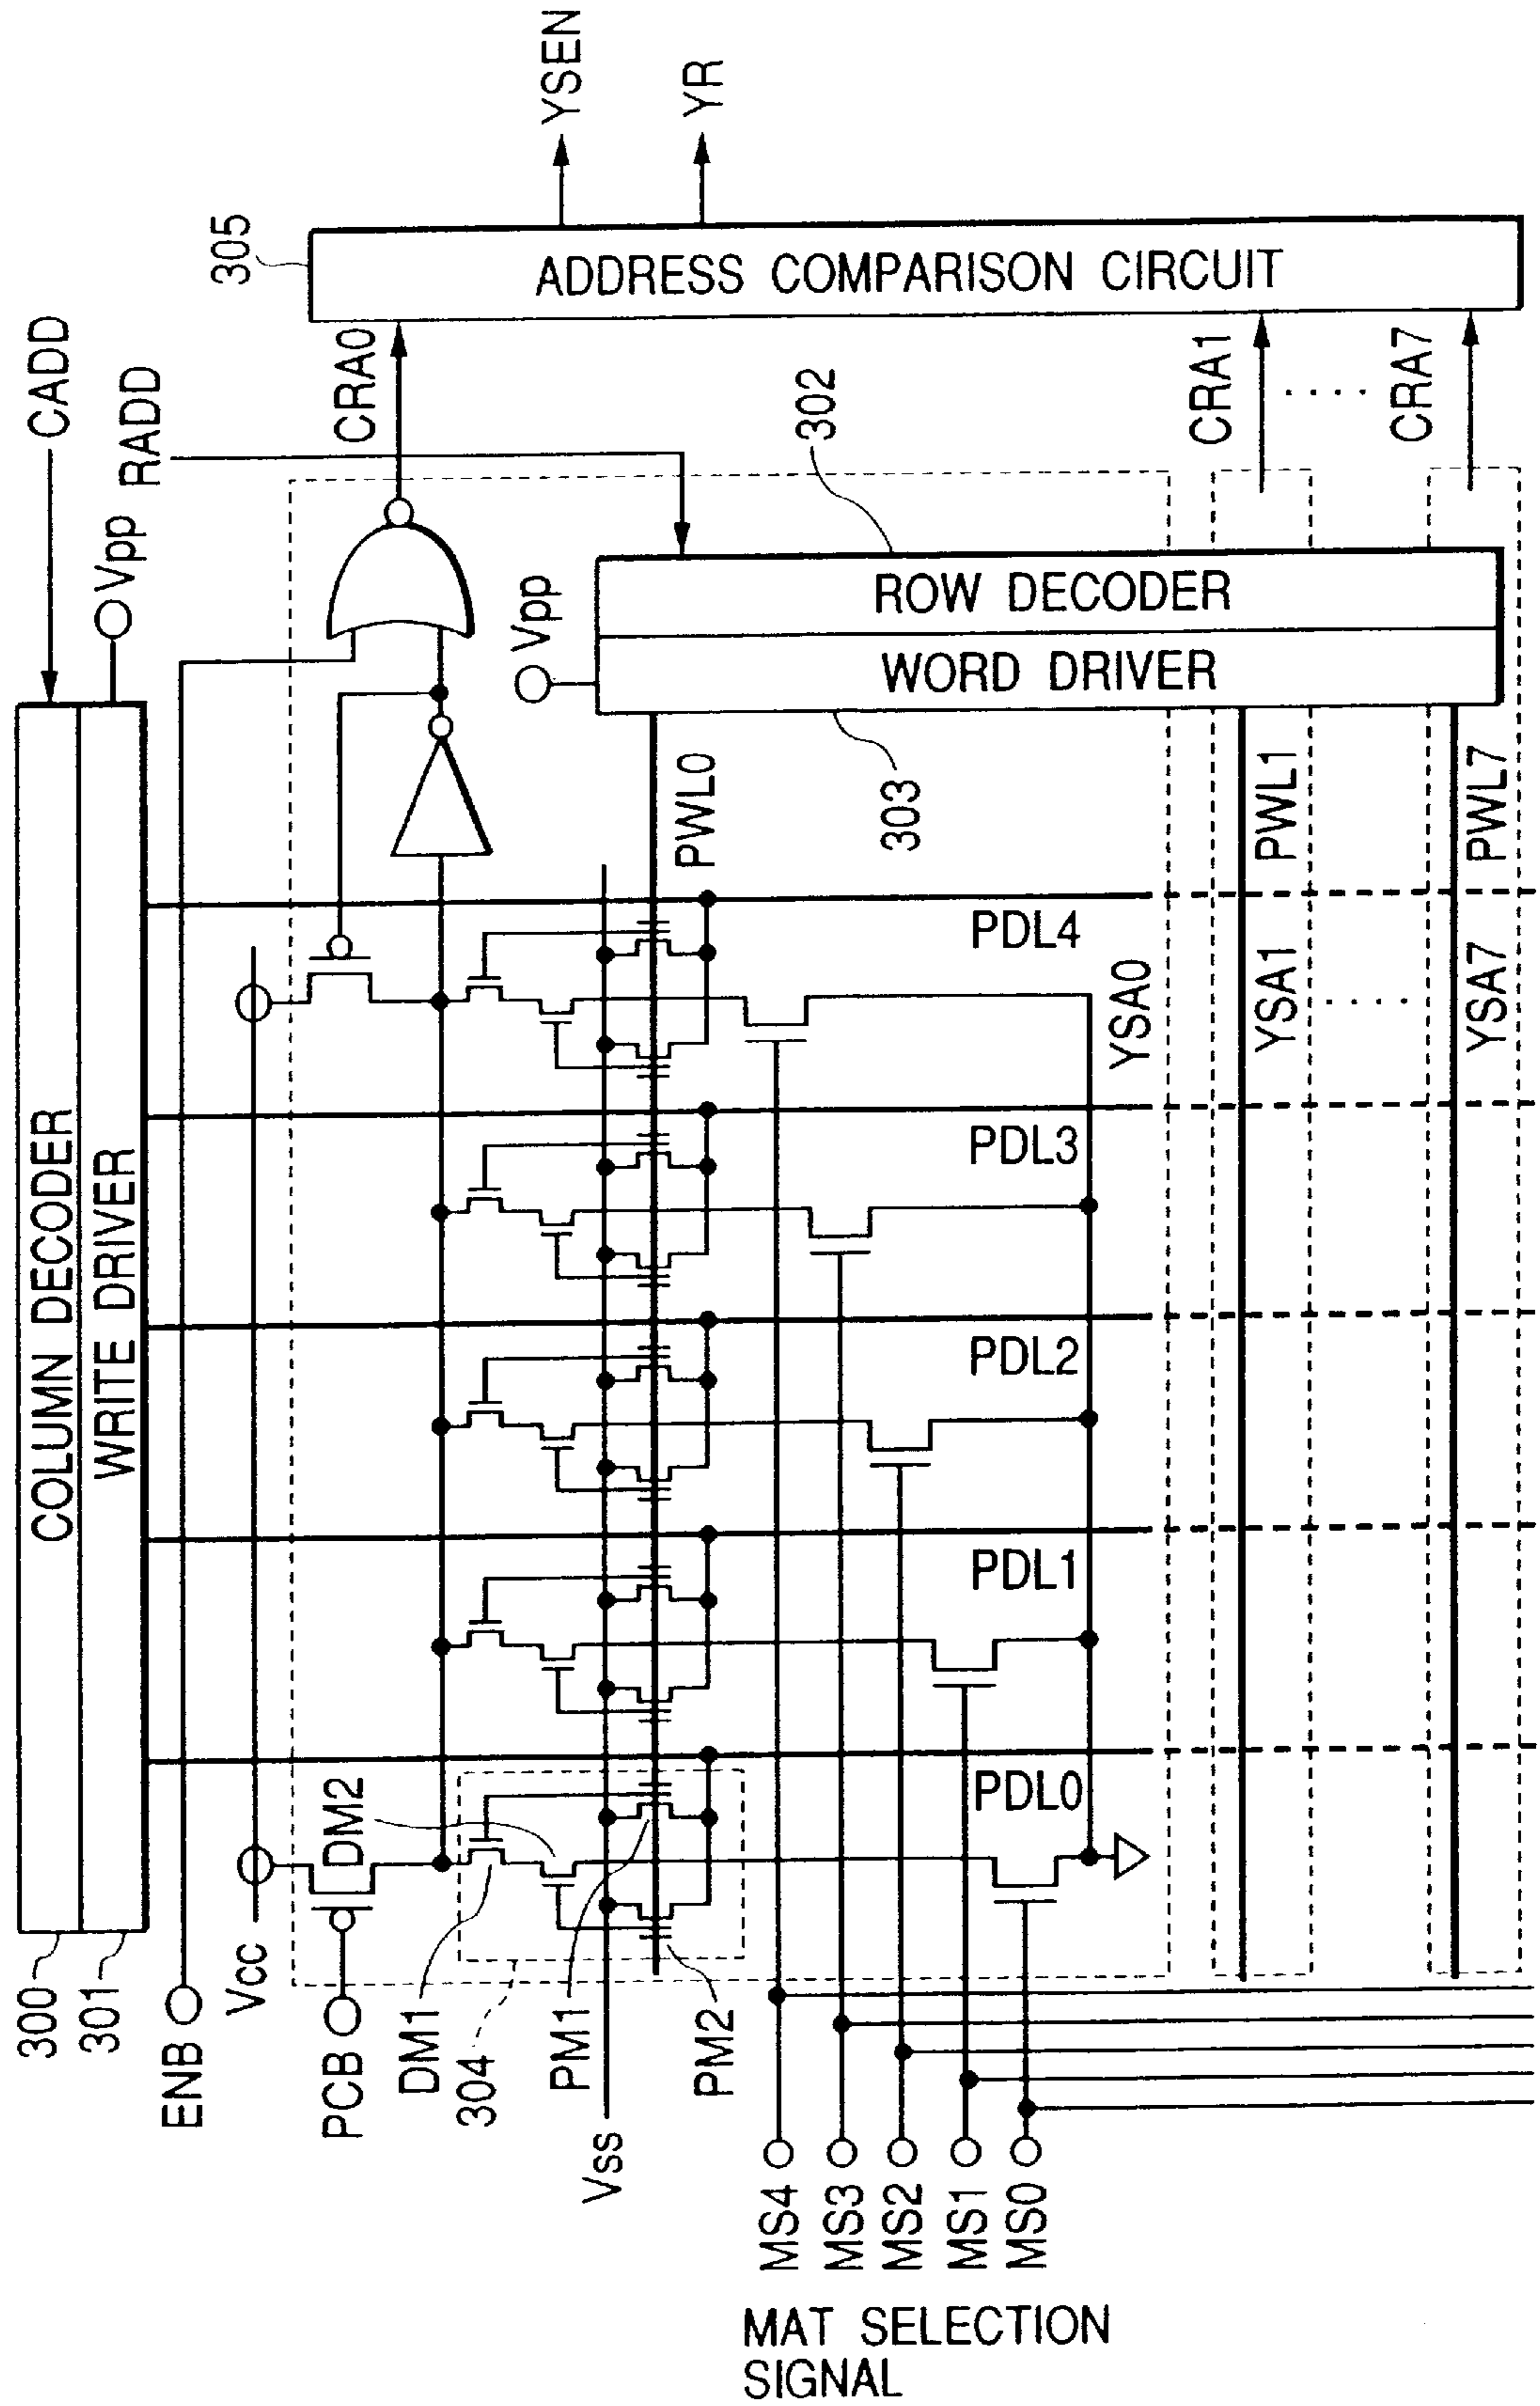 300
301
COLUMN DECODER
WRITE DRIVER
CADD
Vpp
RADD
ENB
Vcc
PCB
DM2
DM1
304
PM1
Vss
PM2
CRA0
305
ADDRESS COMPARISON CIRCUIT
YSEN
YR
Vpp
PWL0
WORD DRIVER
ROW DECODER
302
303
PDL0
PDL1
PDL2
PDL3
PDL4
YSA0
YSA1
PWL1
CRA1
.....
.....
YSA7
PWL7
CRA7
MS4
MS3
MS2
MS1
MS0
MAT SELECTION
SIGNAL